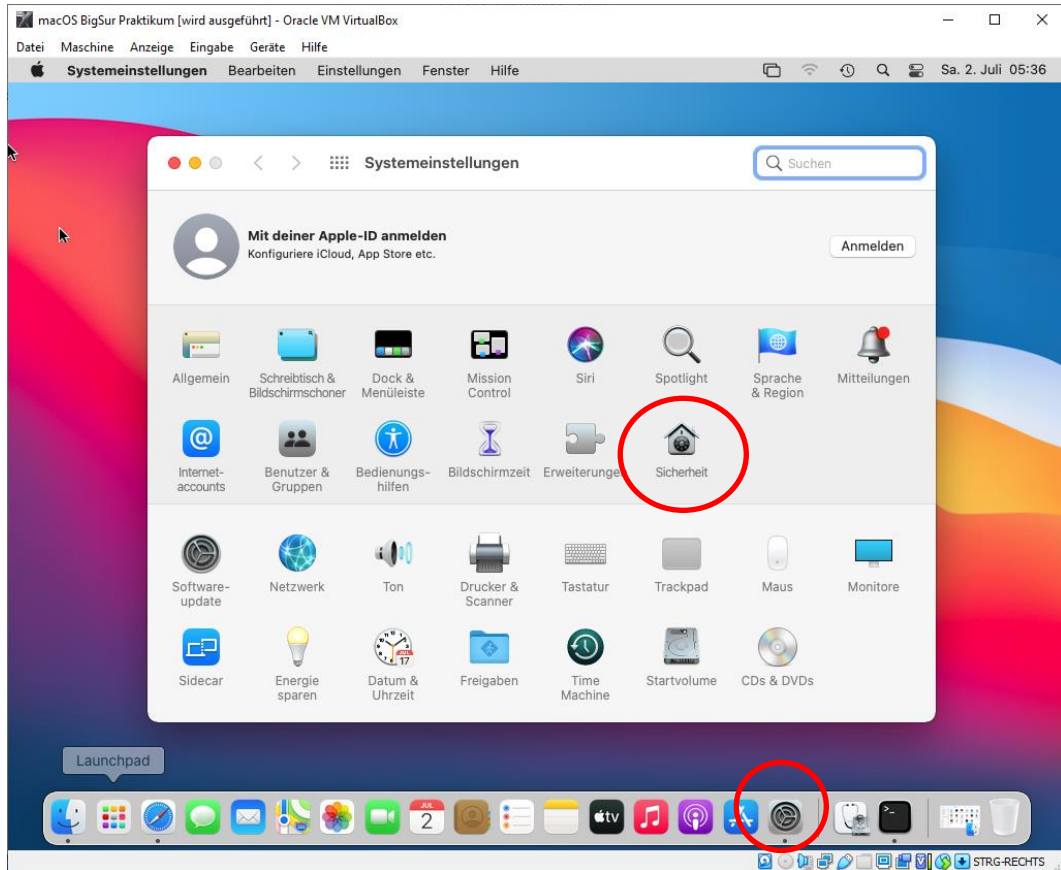 macOS BigSur Praktikum [wird ausgeführt] - Oracle VM VirtualBox
Datei Maschine Anzeige Eingabe Geräte Hilfe
Systemeinstellungen Bearbeiten Einstellungen Fenster Hilfe Sa. 2. Juli 05:36
Systemeinstellungen
Suchen
Mit deiner Apple-ID anmelden
Konfiguriere iCloud, App Store etc.
Anmelden
Allgemein
Schreibtisch &
Bildschirmschoner
Dock &
Menüleiste
Mission
Control
Siri
Spotlight
Sprache
& Region
Mitteilungen
Internet-
accounts
Benutzer &
Gruppen
Bedienungs-
hilfen
Bildschirmzeit
Erweiterunge
Sicherheit
Software-
update
Netzwerk
Ton
Drucker &
Scanner
Tastatur
Trackpad
Maus
Monitore
Sidecar
Energie
sparen
JUL
17
Datum &
Uhrzeit
Freigaben
Time
Machine
Startvolume
CDs & DVDs
Launchpad
JUL
2
tv
STRG-RECHTS